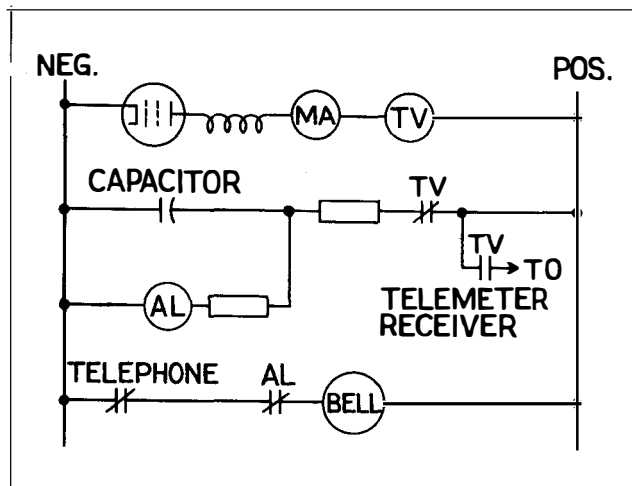 NEG.
POS.
MA
TV
CAPACITOR
TV
TV
TO
TELEMETER
RECEIVER
AL
TELEPHONE
AL
BELL